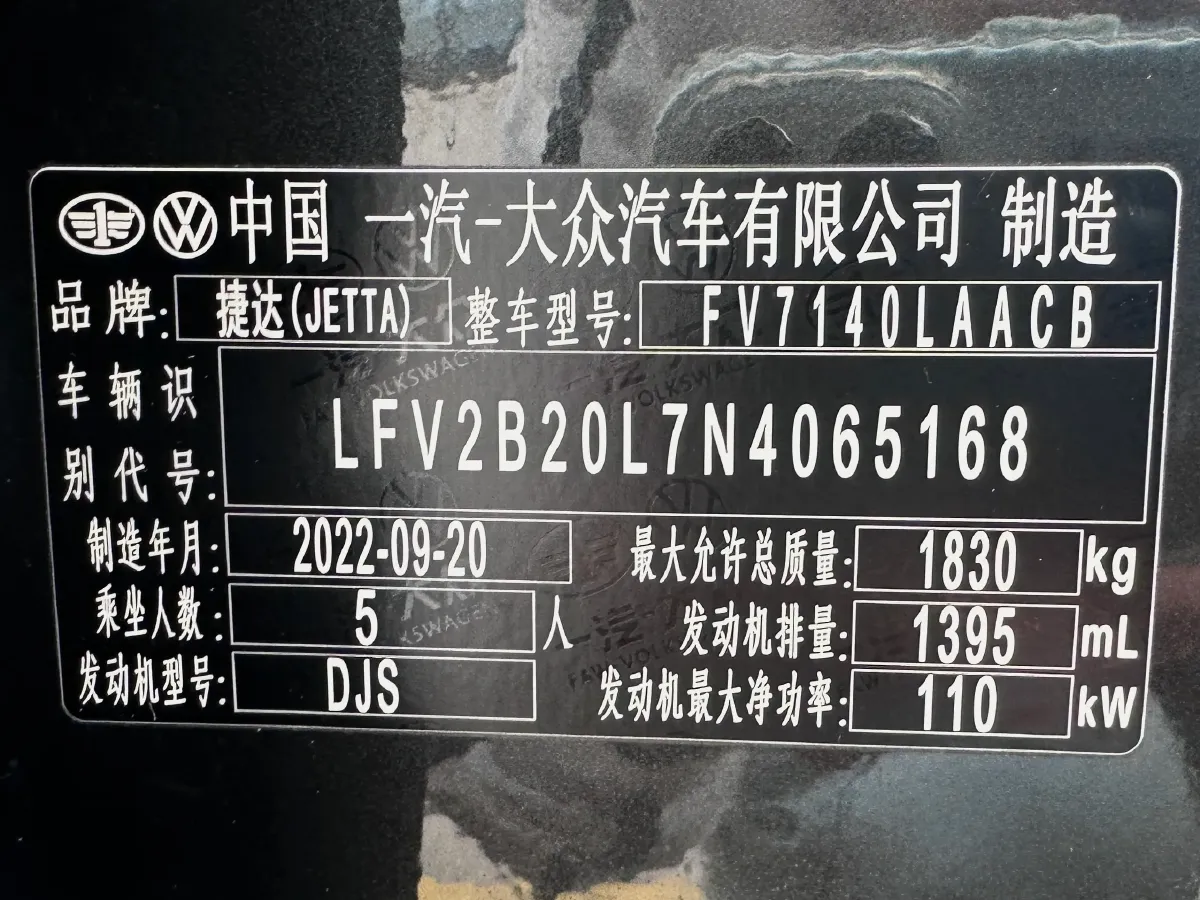 中国 一汽-大众汽车有限公司 制造
品牌: 捷达(JETTA) 整车型号: FV7140LAACB
车辆识别代号: LFV2B20L7N4065168
制造年月: 2022-09-20 最大允许总质量: 1830 kg
乘坐人数: 5 人 发动机排量: 1395 mL
发动机型号: DJS 发动机最大净功率: 110 kW